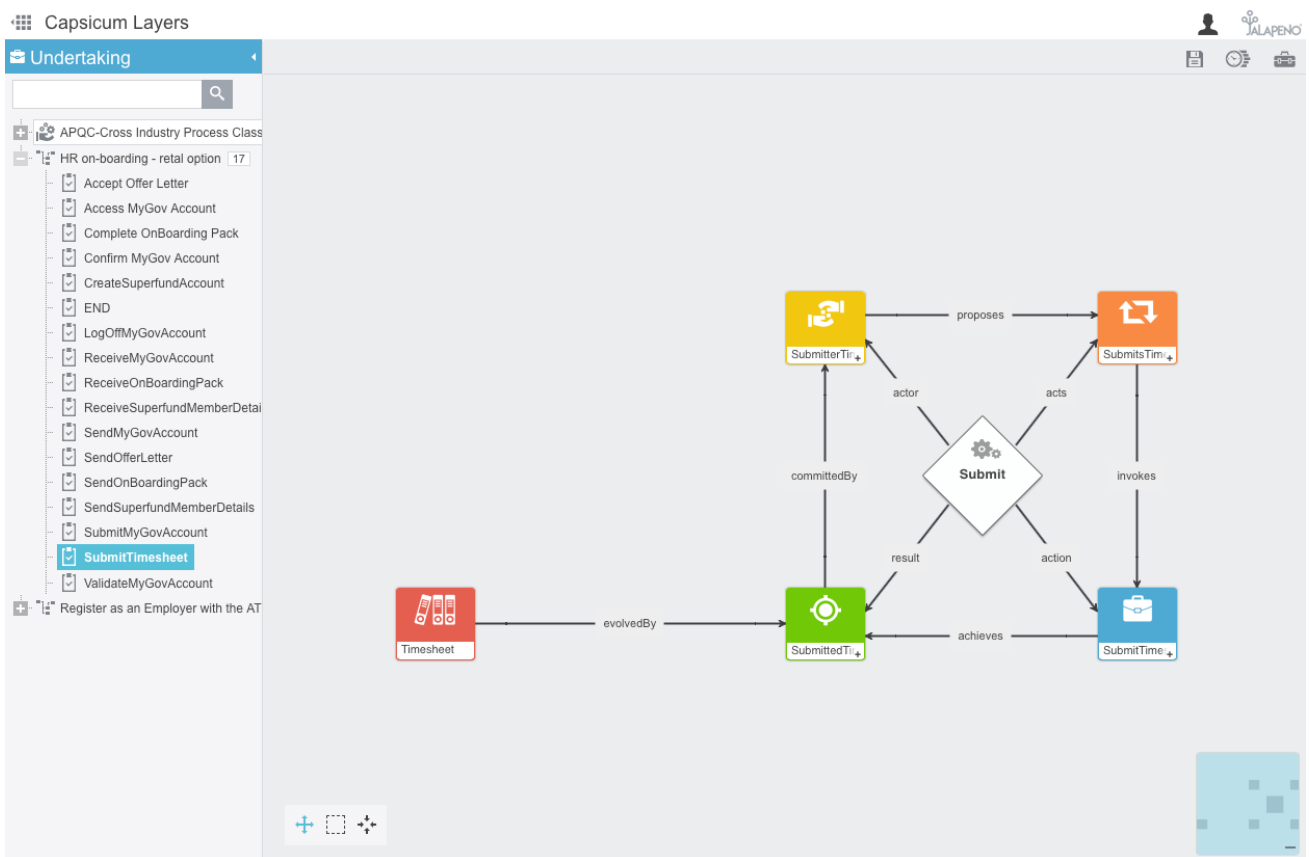 Capsicum Layers
JALAPENO
Undertaking
APQC-Cross Industry Process Class
HR on-boarding - retal option 17
Accept Offer Letter
Access MyGov Account
Complete OnBoarding Pack
Confirm MyGov Account
CreateSuperfundAccount
END
LogOffMyGovAccount
ReceiveMyGovAccount
ReceiveOnBoardingPack
ReceiveSuperfundMemberDetai
SendMyGovAccount
SendOfferLetter
SendOnBoardingPack
SendSuperfundMemberDetails
SubmitMyGovAccount
SubmitTimesheet
ValidateMyGovAccount
Register as an Employer with the AT
proposes
SubmitterTir
SubmitsTim
actor
acts
committedBy
Submit
invokes
result
action
evolvedBy
achieves
Timesheet
SubmittedTi
SubmitTime